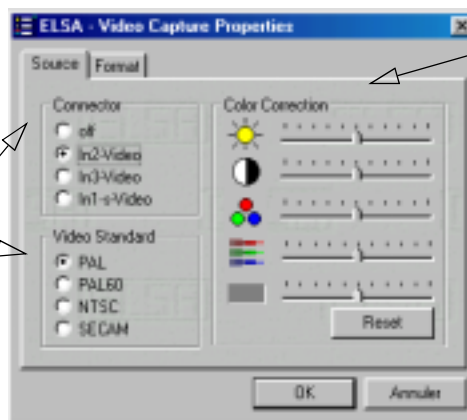 ELSA - Video Capture Properties
Source Format
Connector
off
In2-Video
In3-Video
In1-s-Video
Video Standard
PAL
PAL60
NTSC
SECAM
Color Correction
Reset
OK Annuler